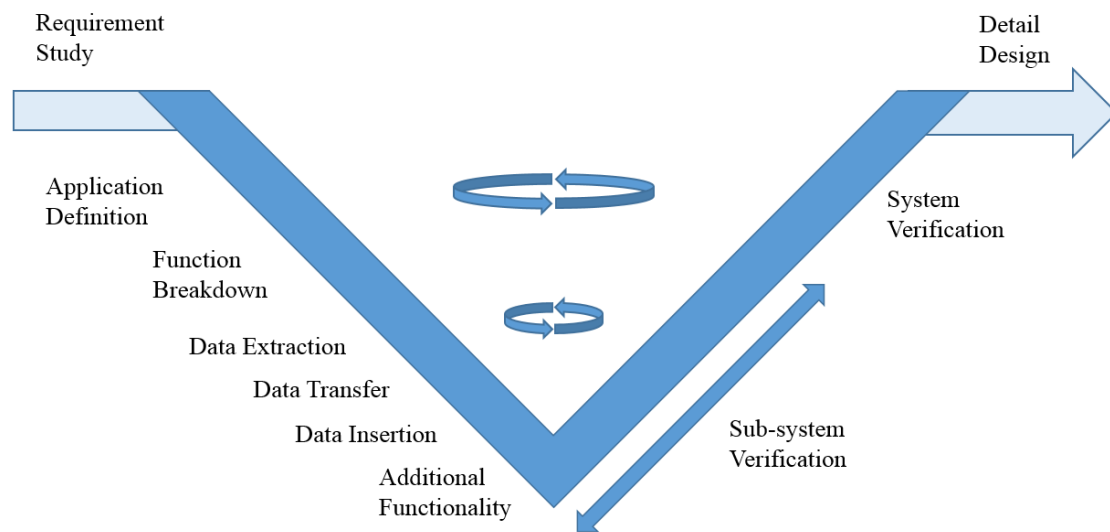 Requirement
Study
Detail
Design
Application
Definition
System
Verification
Function
Breakdown
Data Extraction
Data Transfer
Data Insertion
Sub-system
Verification
Additional
Functionality